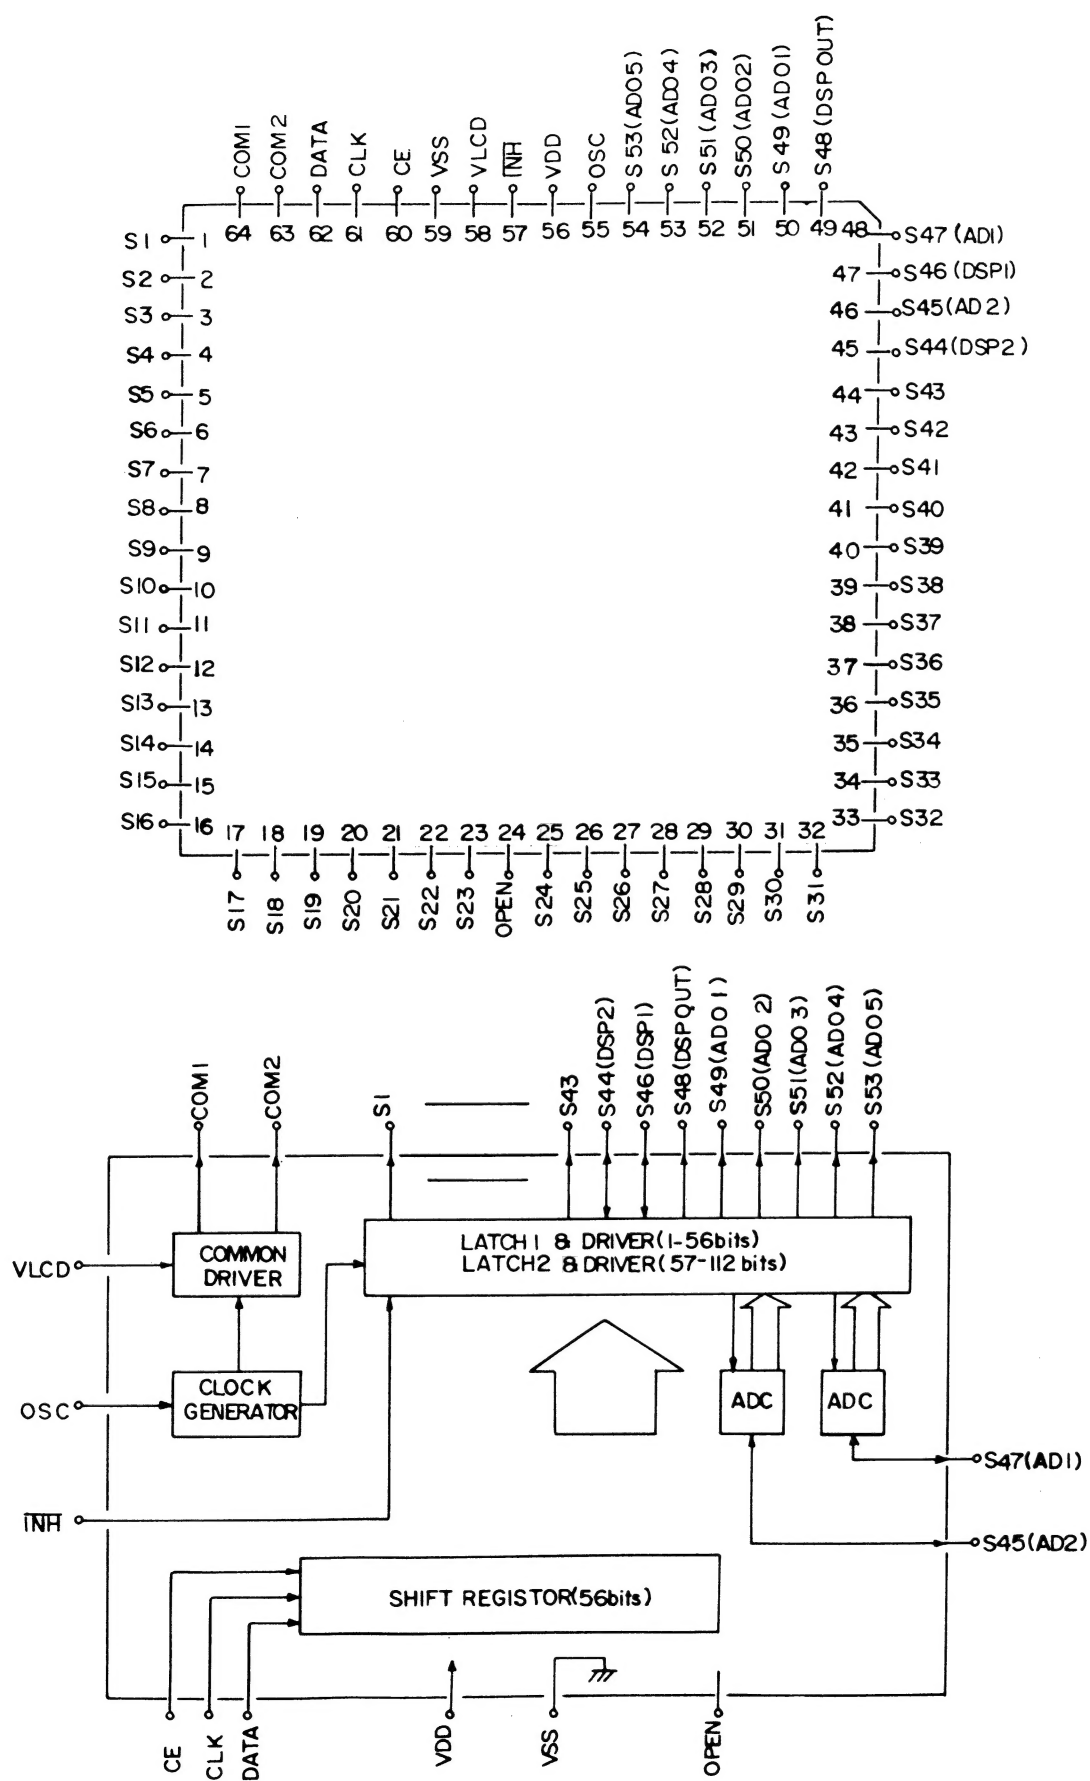 COM1 COM2 DATA CLK CE VSS VLCD INH VDD OSC S53(ADO5) S52(ADO4) S51(ADO3) S50(ADO2) S49(ADO1) S48(DSPOUT)
64 63 62 61 60 59 58 57 56 55 54 53 52 51 50 49
S1 1 48 S47(AD1)
S2 2 47 S46(DSP1)
S3 3 46 S45(AD2)
S4 4 45 S44(DSP2)
S5 5 44 S43
S6 6 43 S42
S7 7 42 S41
S8 8 41 S40
S9 9 40 S39
S10 10 39 S38
S11 11 38 S37
S12 12 37 S36
S13 13 36 S35
S14 14 35 S34
S15 15 34 S33
S16 16 33 S32
17 18 19 20 21 22 23 24 25 26 27 28 29 30 31 32
S17 S18 S19 S20 S21 S22 S23 OPEN S24 S25 S26 S27 S28 S29 S30 S31
COM1 COM2 S1 S43 S44(DSP2) S46(DSP1) S48(DSPOUT) S49(ADO1) S50(ADO2) S51(ADO3) S52(ADO4) S53(ADO5)
VLCD
COMMON
DRIVER
LATCH1 & DRIVER(1-56bits)
LATCH2 & DRIVER(57-112bits)
OSC
CLOCK
GENERATOR
ADC ADC
S47(AD1)
INH
S45(AD2)
SHIFT REGISTOR(56bits)
CE CLK DATA VDD VSS OPEN